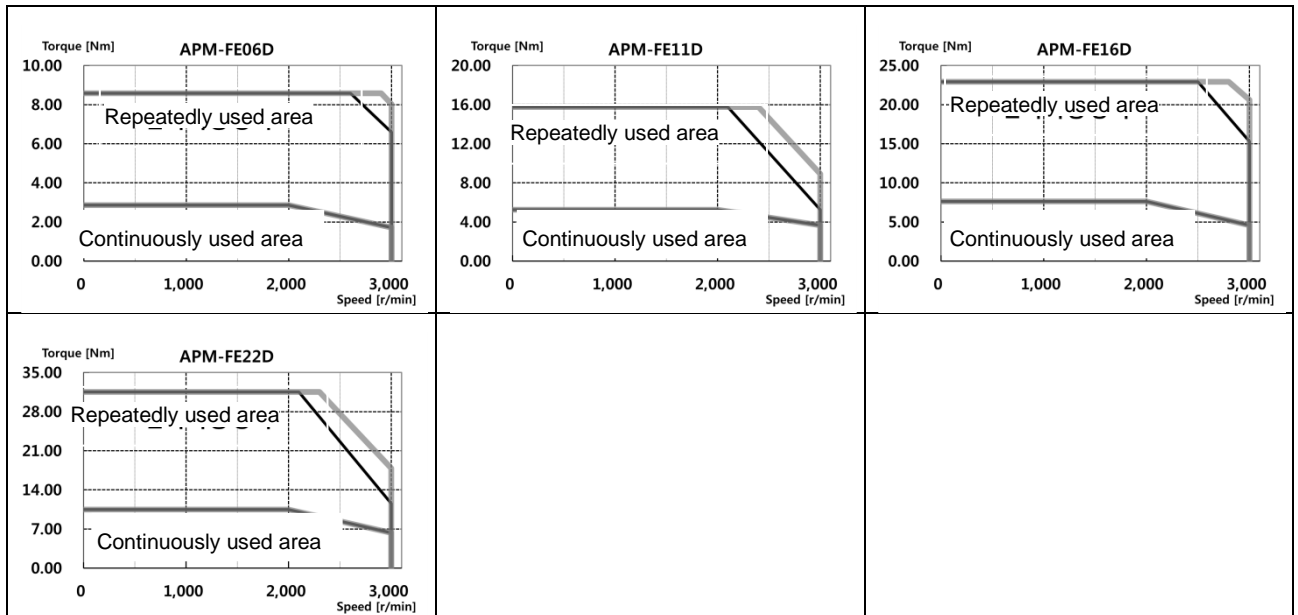 Torque [Nm] APM-FE06D
10.00
8.00
Repeatedly used area
6.00
4.00
2.00
Continuously used area
0.00
0 1,000 2,000 3,000
Speed [r/min]
Torque [Nm] APM-FE11D
20.00
16.00
Repeatedly used area
12.00
8.00
4.00
Continuously used area
0.00
0 1,000 2,000 3,000
Speed [r/min]
Torque [Nm] APM-FE16D
25.00
20.00
Repeatedly used area
15.00
10.00
5.00
Continuously used area
0.00
0 1,000 2,000 3,000
Speed [r/min]
Torque [Nm] APM-FE22D
35.00
28.00
Repeatedly used area
21.00
14.00
7.00
Continuously used area
0.00
0 1,000 2,000 3,000
Speed [r/min]